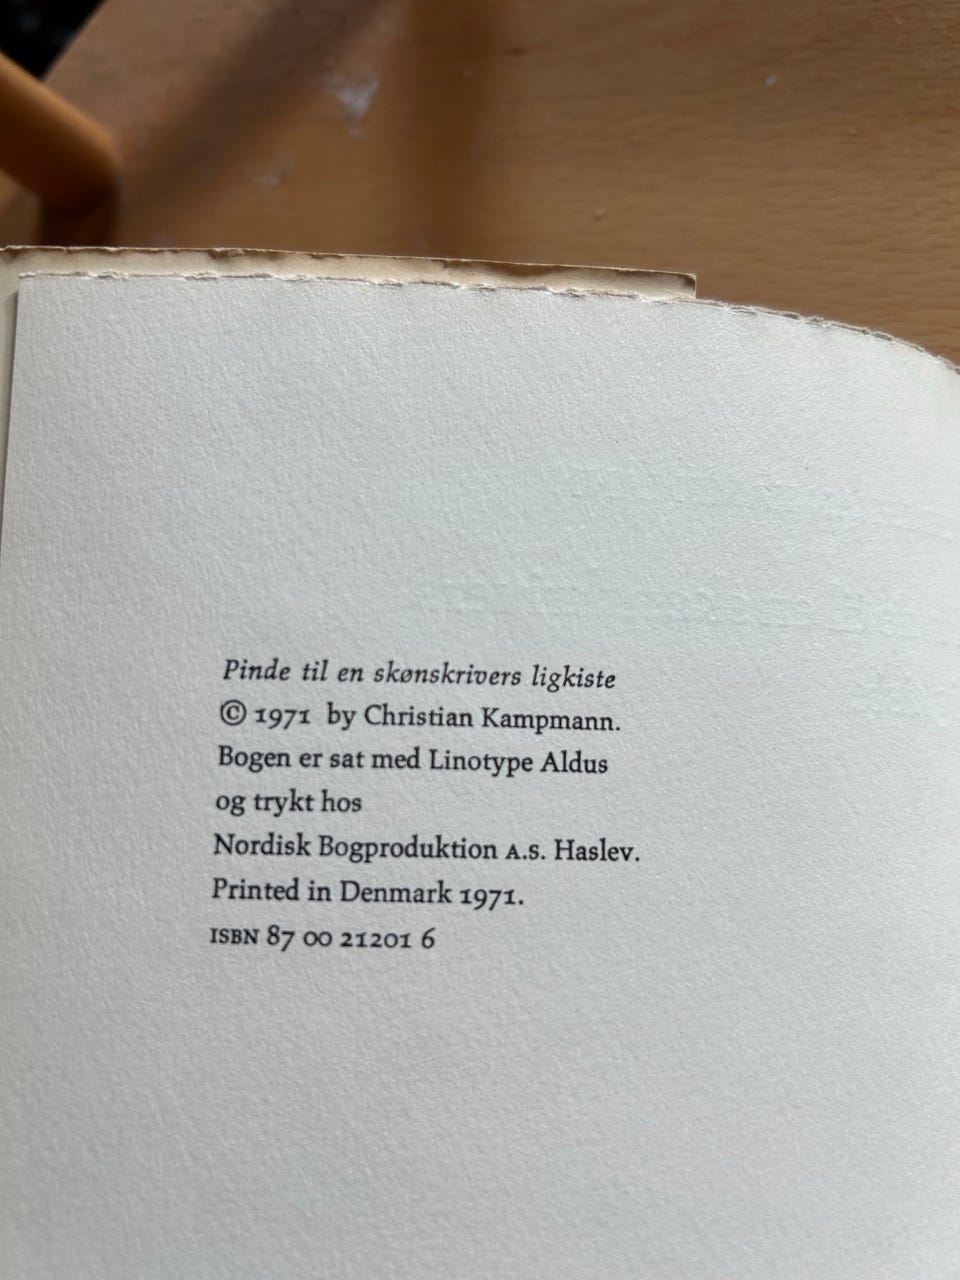 Pinde til en skønskrivers ligkiste
© 1971 by Christian Kampmann.
Bogen er sat med Linotype Aldus
og trykt hos
Nordisk Bogproduktion A.S. Haslev.
Printed in Denmark 1971.
ISBN 87 00 21201 6